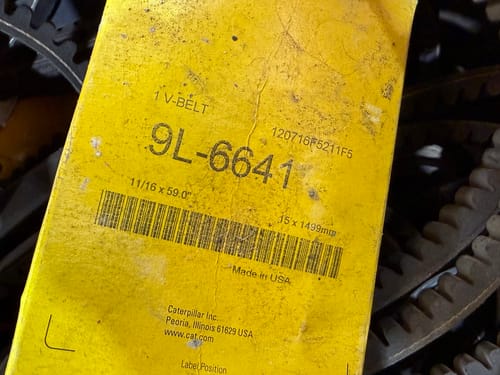 1 V-BELT
120716F5211F5
9L-6641
11/16 x 59.0"
15 x 1499mm
Made in USA
Caterpillar Inc.
Peoria, Illinois 61629 USA
www.cat.com
Label Position